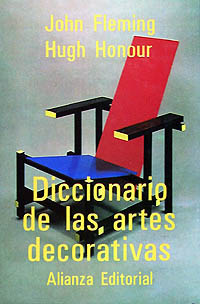 John Fleming
Hugh Honour
Diccionario
de las artes
decorativas
Alianza Editorial